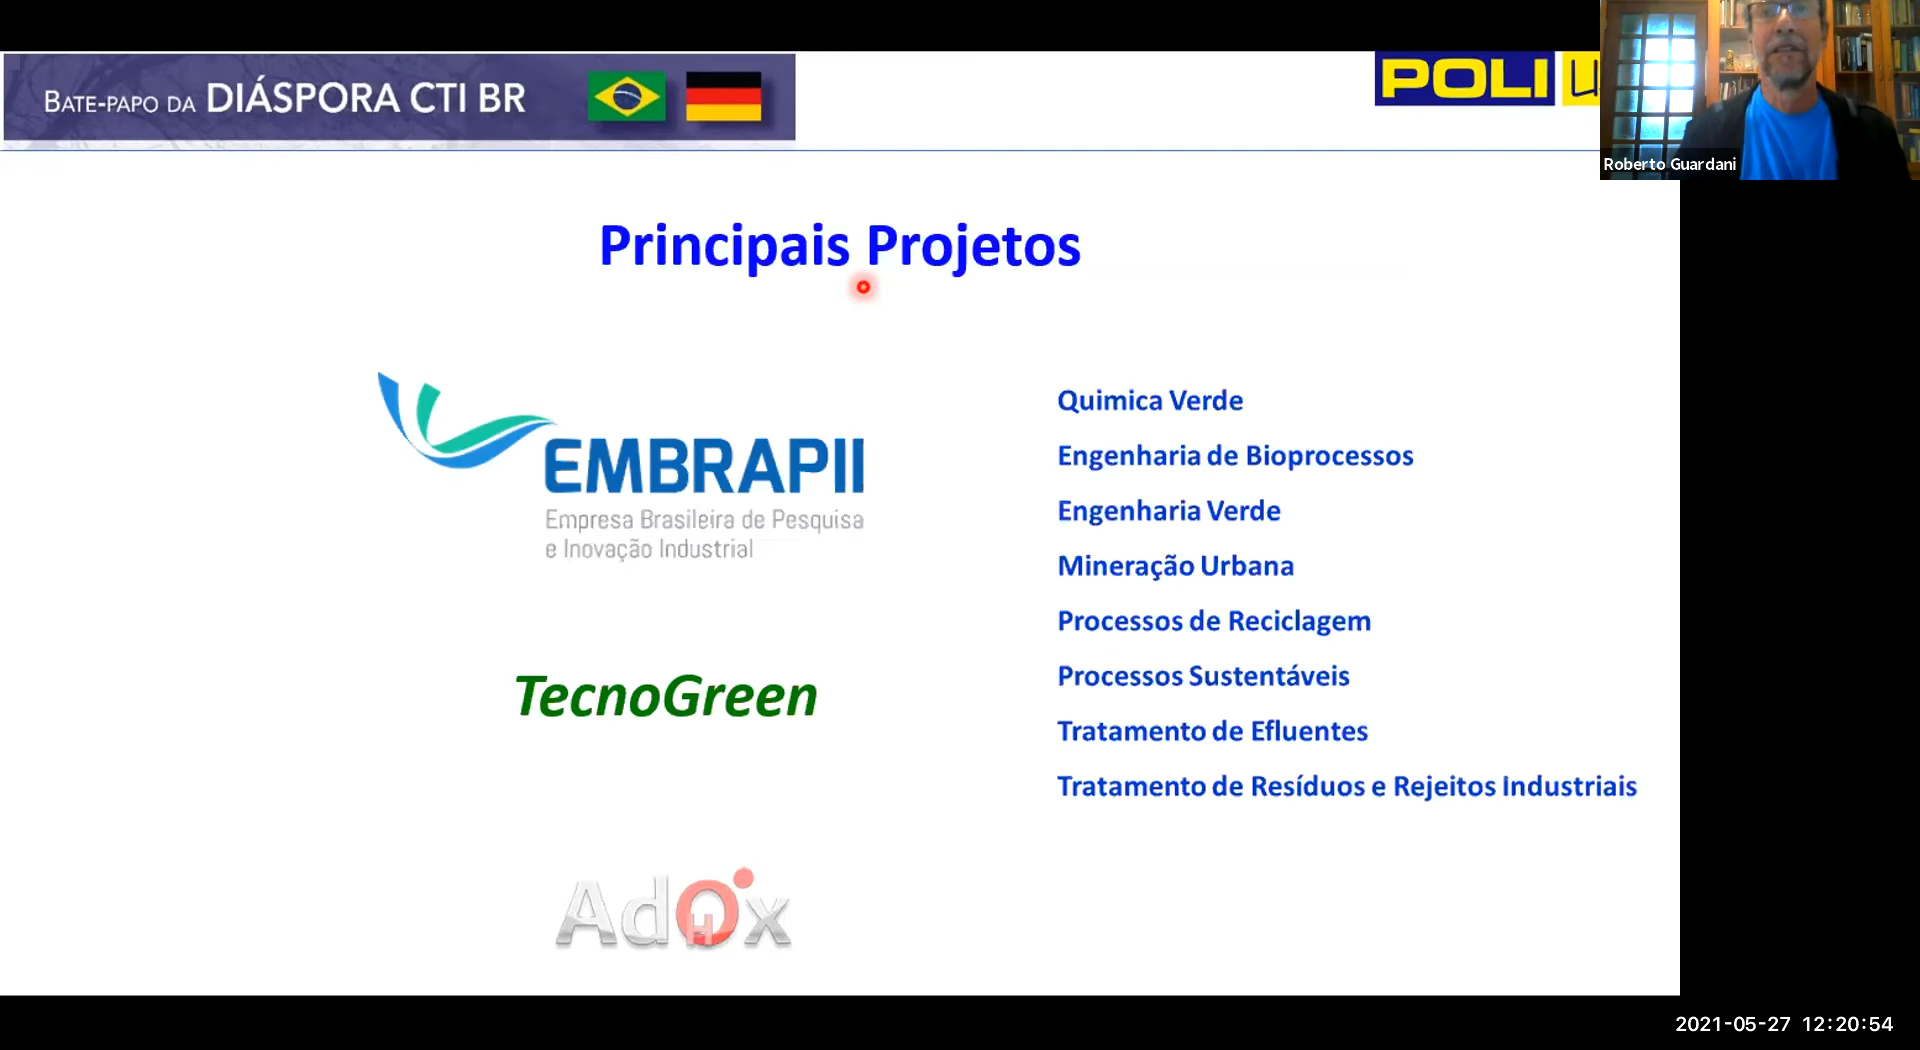 BATE-PAPO DA DIÁSPORA CTI BR
POLI
Roberto Guardani
Principais Projetos
EMBRAPII
Empresa Brasileira de Pesquisa
e Inovação Industrial
TecnoGreen
AdOx
H
Quimica Verde
Engenharia de Bioprocessos
Engenharia Verde
Mineração Urbana
Processos de Reciclagem
Processos Sustentáveis
Tratamento de Efluentes
Tratamento de Resíduos e Rejeitos Industriais
2021-05-27 12:20:54